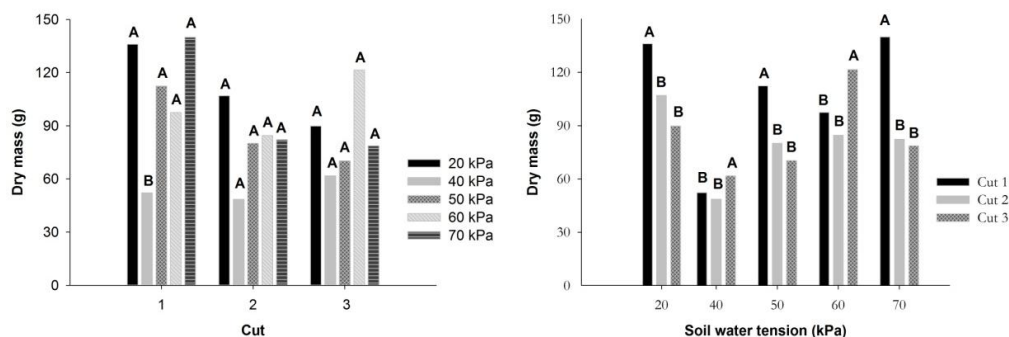 150
120
90
60
30
0
Dry mass (g)
A
B
A
A
A
A
A
A
A
A
A
A
A
A
A
1
2
3
Cut
20 kPa
40 kPa
50 kPa
60 kPa
70 kPa
150
120
90
60
30
0
Dry mass (g)
A
B
B
B
B
A
A
B
B
B
B
A
A
B
B
20
40
50
60
70
Soil water tension (kPa)
Cut 1
Cut 2
Cut 3